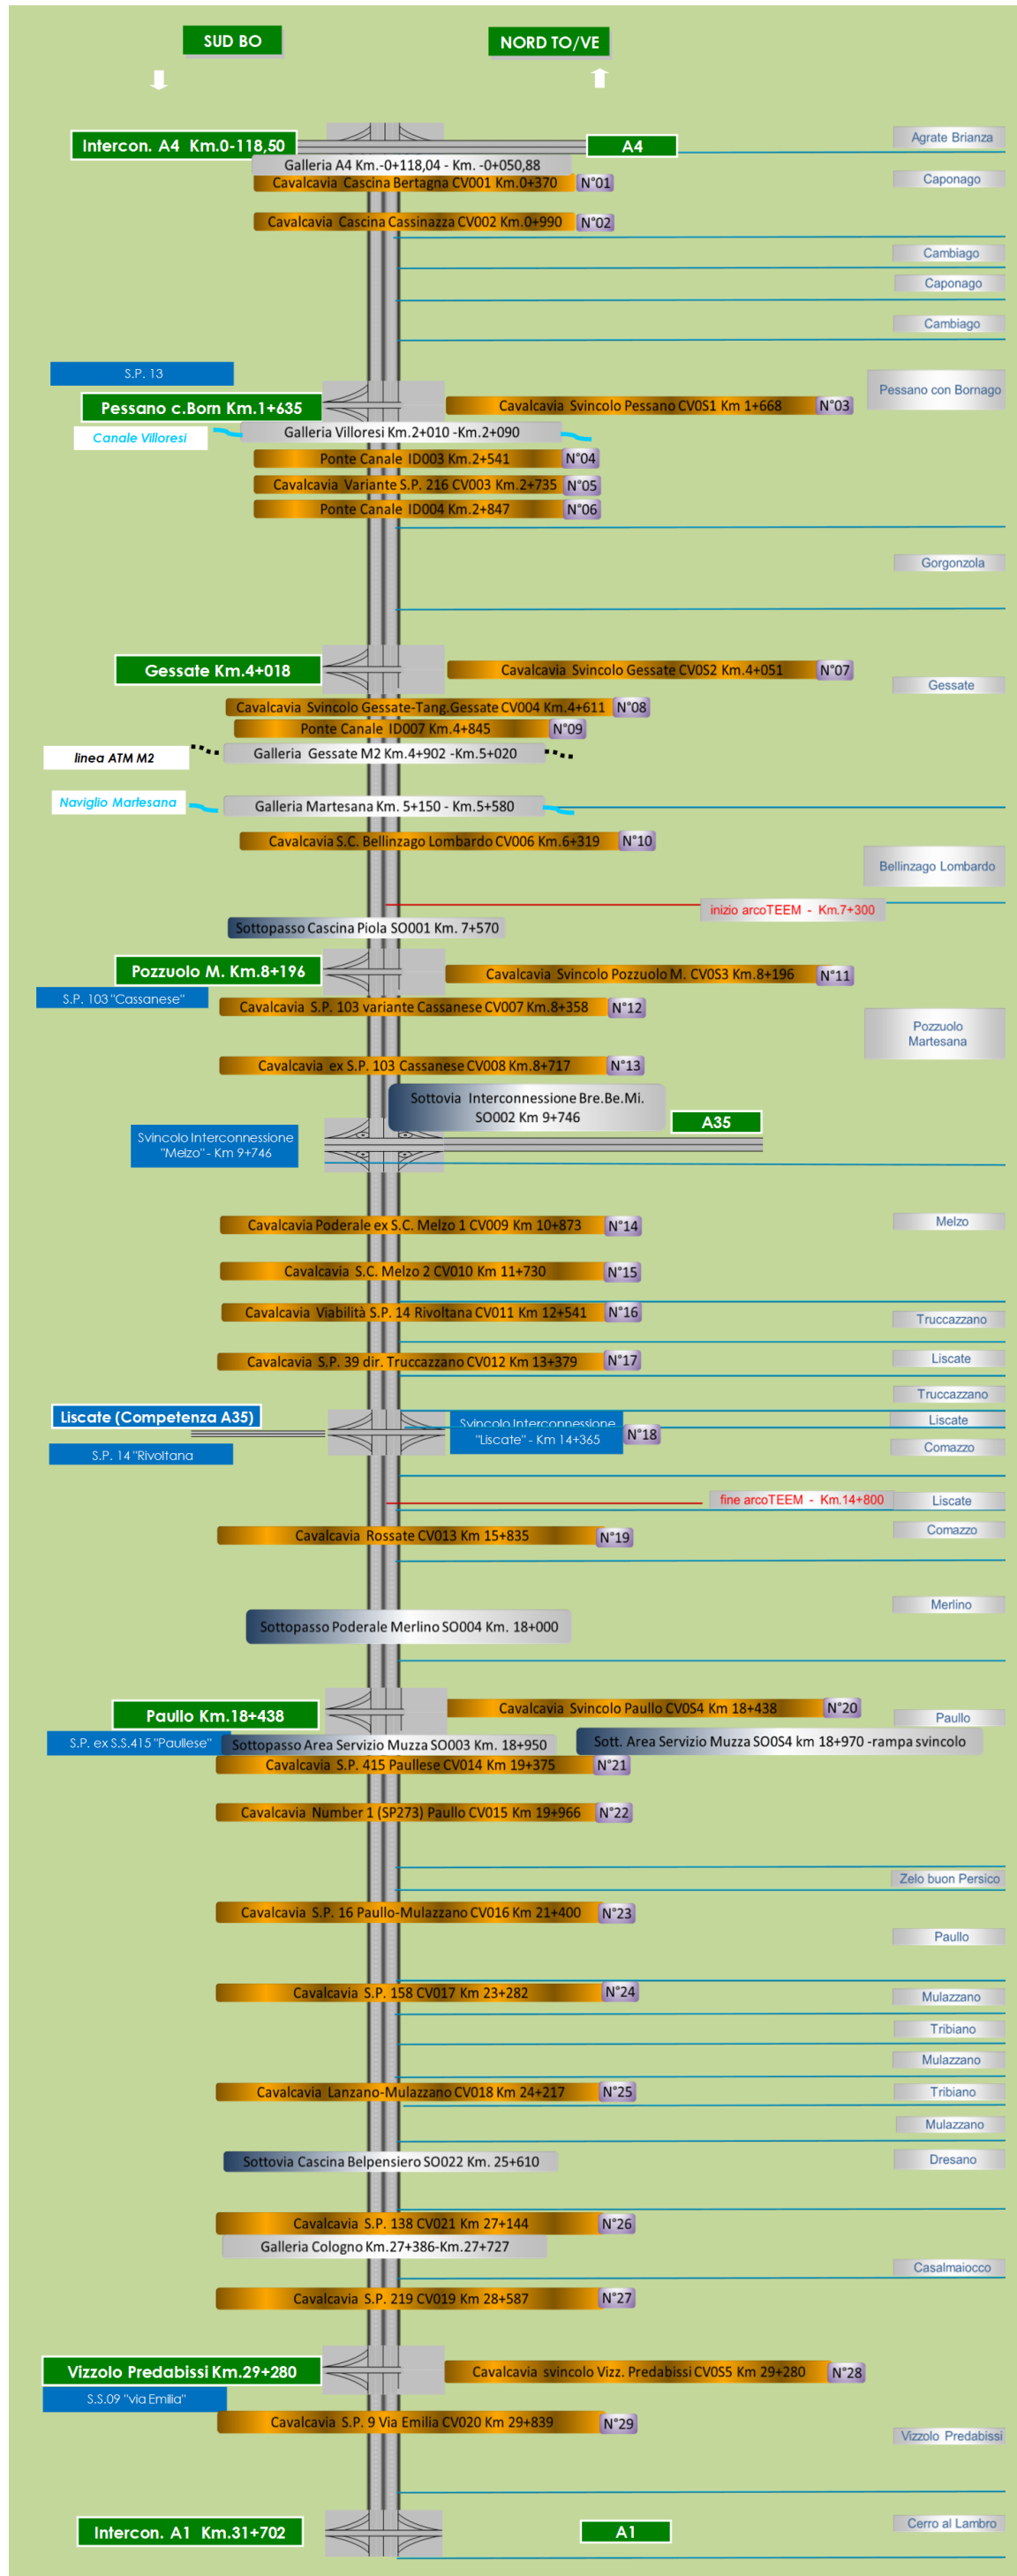 SUD BO
NORD TO/VE
Intercon. A4 Km.0-118,50
A4
Agrate Brianza
Galleria A4 Km.-0+118,04 - Km. -0+050,88
Cavalcavia Cascina Bertagna CV001 Km.0+370
N°01
Caponago
Cavalcavia Cascina Cassinazza CV002 Km.0+990
N°02
Cambiago
Caponago
Cambiago
S.P. 13
Pessano con Bornago
Pessano c.Born Km.1+635
Cavalcavia Svincolo Pessano CV0S1 Km 1+668
N°03
Canale Villoresi
Galleria Villoresi Km.2+010 -Km.2+090
Ponte Canale ID003 Km.2+541
N°04
Cavalcavia Variante S.P. 216 CV003 Km.2+735
N°05
Ponte Canale ID004 Km.2+847
N°06
Gorgonzola
Gessate Km.4+018
Cavalcavia Svincolo Gessate CV0S2 Km.4+051
N°07
Gessate
Cavalcavia Svincolo Gessate-Tang.Gessate CV004 Km.4+611
N°08
Ponte Canale ID007 Km.4+845
N°09
linea ATM M2
Galleria Gessate M2 Km.4+902 -Km.5+020
Naviglio Martesana
Galleria Martesana Km. 5+150 - Km.5+580
Cavalcavia S.C. Bellinzago Lombardo CV006 Km.6+319
N°10
Bellinzago Lombardo
inizio arcoTEEM - Km.7+300
Sottopasso Cascina Piola SO001 Km. 7+570
Pozzuolo M. Km.8+196
Cavalcavia Svincolo Pozzuolo M. CV0S3 Km.8+196
N°11
S.P. 103 "Cassanese"
Cavalcavia S.P. 103 variante Cassanese CV007 Km.8+358
N°12
Pozzuolo
Martesana
Cavalcavia ex S.P. 103 Cassanese CV008 Km.8+717
N°13
Sottovia Interconnessione Bre.Be.Mi.
SO002 Km 9+746
A35
Svincolo Interconnessione
"Melzo" - Km 9+746
Cavalcavia Poderale ex S.C. Melzo 1 CV009 Km 10+873
N°14
Melzo
Cavalcavia S.C. Melzo 2 CV010 Km 11+730
N°15
Cavalcavia Viabilità S.P. 14 Rivoltana CV011 Km 12+541
N°16
Truccazzano
Cavalcavia S.P. 39 dir. Truccazzano CV012 Km 13+379
N°17
Liscate
Truccazzano
Liscate (Competenza A35)
Svincolo Interconnessione
"Liscate" - Km 14+365
N°18
Liscate
Comazzo
S.P. 14 "Rivoltana
fine arcoTEEM - Km.14+800
Liscate
Cavalcavia Rossate CV013 Km 15+835
N°19
Comazzo
Merlino
Sottopasso Poderale Merlino SO004 Km. 18+000
Paullo Km.18+438
Cavalcavia Svincolo Paullo CV0S4 Km 18+438
N°20
Paullo
S.P. ex S.S.415 "Paullese"
Sottopasso Area Servizio Muzza SO003 Km. 18+950
Sott. Area Servizio Muzza SO0S4 km 18+970 -rampa svincolo
Cavalcavia S.P. 415 Paullese CV014 Km 19+375
N°21
Cavalcavia Number 1 (SP273) Paullo CV015 Km 19+966
N°22
Zelo buon Persico
Cavalcavia S.P. 16 Paullo-Mulazzano CV016 Km 21+400
N°23
Paullo
Cavalcavia S.P. 158 CV017 Km 23+282
N°24
Mulazzano
Tribiano
Mulazzano
Cavalcavia Lanzano-Mulazzano CV018 Km 24+217
N°25
Tribiano
Mulazzano
Sottovia Cascina Belpensiero SO022 Km. 25+610
Dresano
Cavalcavia S.P. 138 CV021 Km 27+144
N°26
Galleria Cologno Km.27+386-Km.27+727
Casalmaiocco
Cavalcavia S.P. 219 CV019 Km 28+587
N°27
Vizzolo Predabissi Km.29+280
Cavalcavia svincolo Vizz. Predabissi CV0S5 Km 29+280
N°28
S.S.09 "via Emilia"
Cavalcavia S.P. 9 Via Emilia CV020 Km 29+839
N°29
Vizzolo Predabissi
Intercon. A1 Km.31+702
A1
Cerro al Lambro